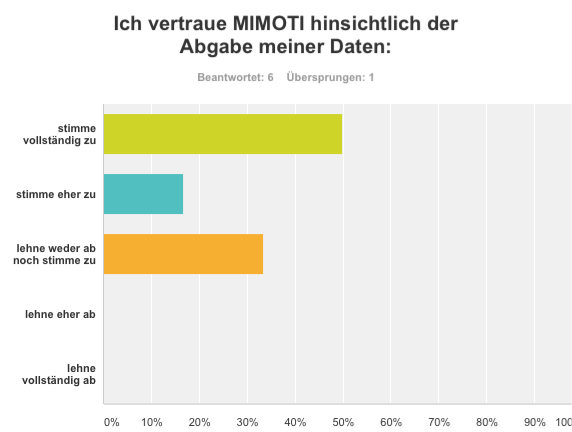 Ich vertraue MIMOTI hinsichtlich der
Abgabe meiner Daten:
Beantwortet: 6 Übersprungen: 1
stimme
vollständig zu
stimme eher zu
lehne weder ab
noch stimme zu
lehne eher ab
lehne
vollständig ab
0% 10% 20% 30% 40% 50% 60% 70% 80% 90% 100